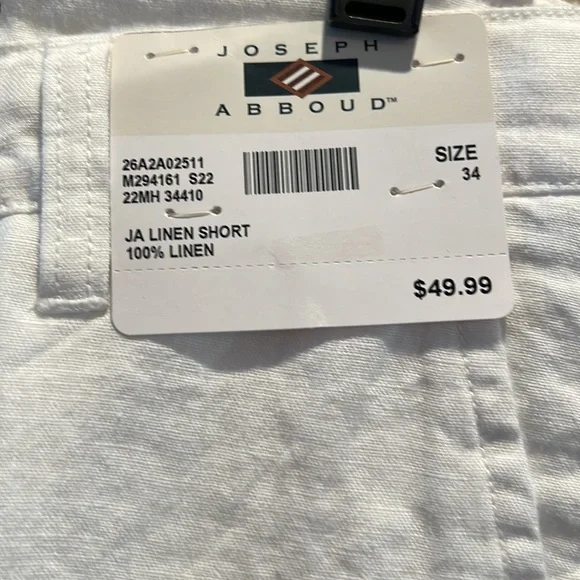 JOSEPH
ABBOUD™
26A2A02511
M294161 S22
22MH 34410
SIZE
34
JA LINEN SHORT
100% LINEN
$49.99